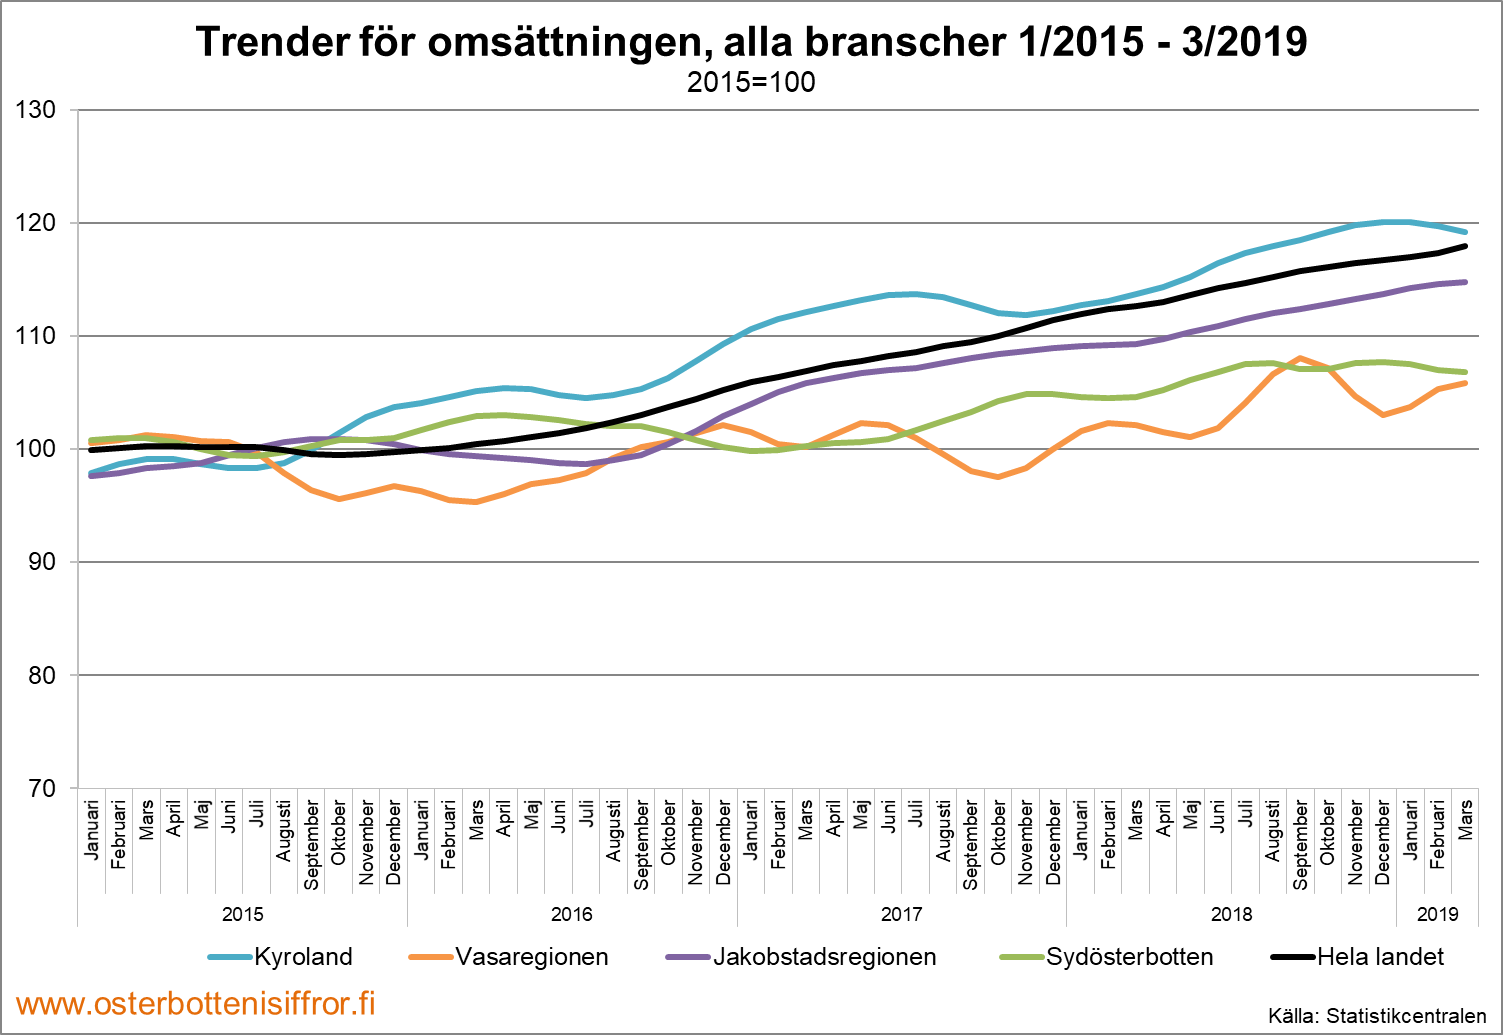 Trender för omsättningen, alla branscher 1/2015 - 3/2019
2015=100
130
120
110
100
90
80
70
Januari Februari Mars April Maj Juni Juli Augusti September Oktober November December Januari Februari Mars April Maj Juni Juli Augusti September Oktober November December Januari Februari Mars April Maj Juni Juli Augusti September Oktober November December Januari Februari Mars April Maj Juni Juli Augusti September Oktober November December Januari Februari Mars
2015 2016 2017 2018 2019
Kyroland Vasaregionen Jakobstadsregionen Sydösterbotten Hela landet
www.osterbottenisiffror.fi
Källa: Statistikcentralen